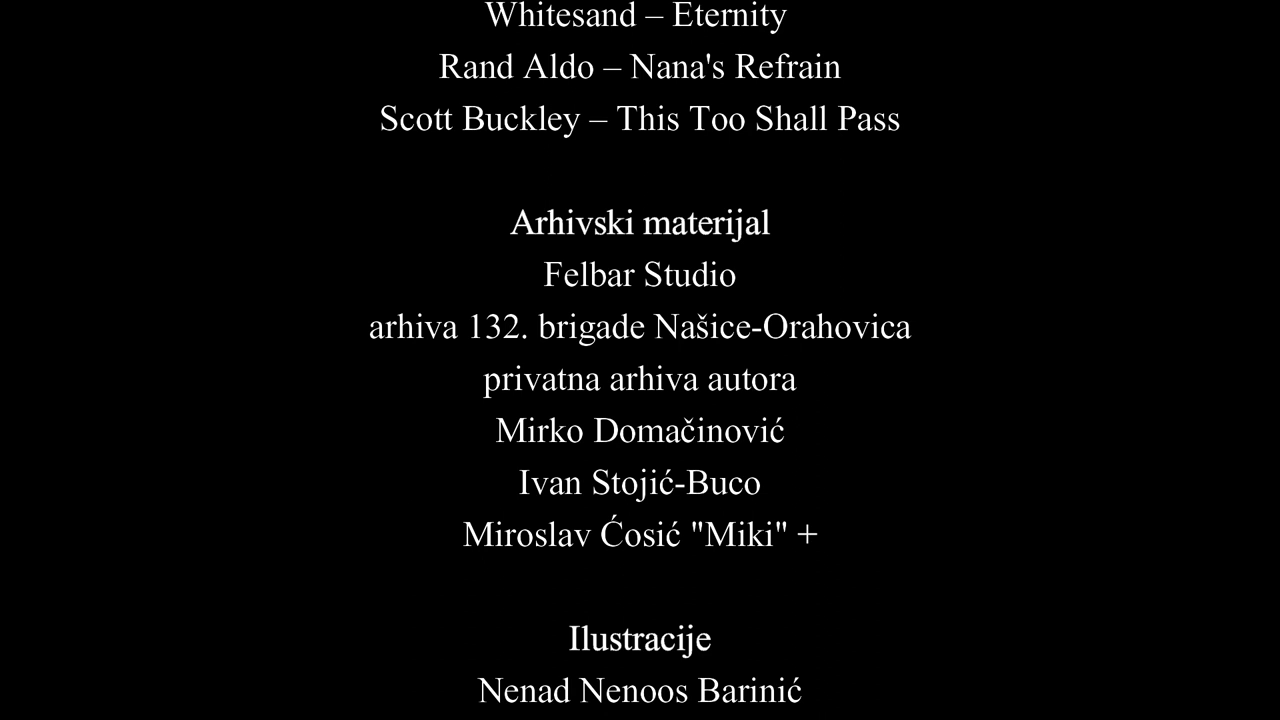 Whitesand – Eternity
Rand Aldo – Nana's Refrain
Scott Buckley – This Too Shall Pass
Arhivski materijal
Felbar Studio
arhiva 132. brigade Našice-Orahovica
privatna arhiva autora
Mirko Domačinović
Ivan Stojić-Buco
Miroslav Ćosić "Miki" +
Ilustracije
Nenad Nenoos Barinić